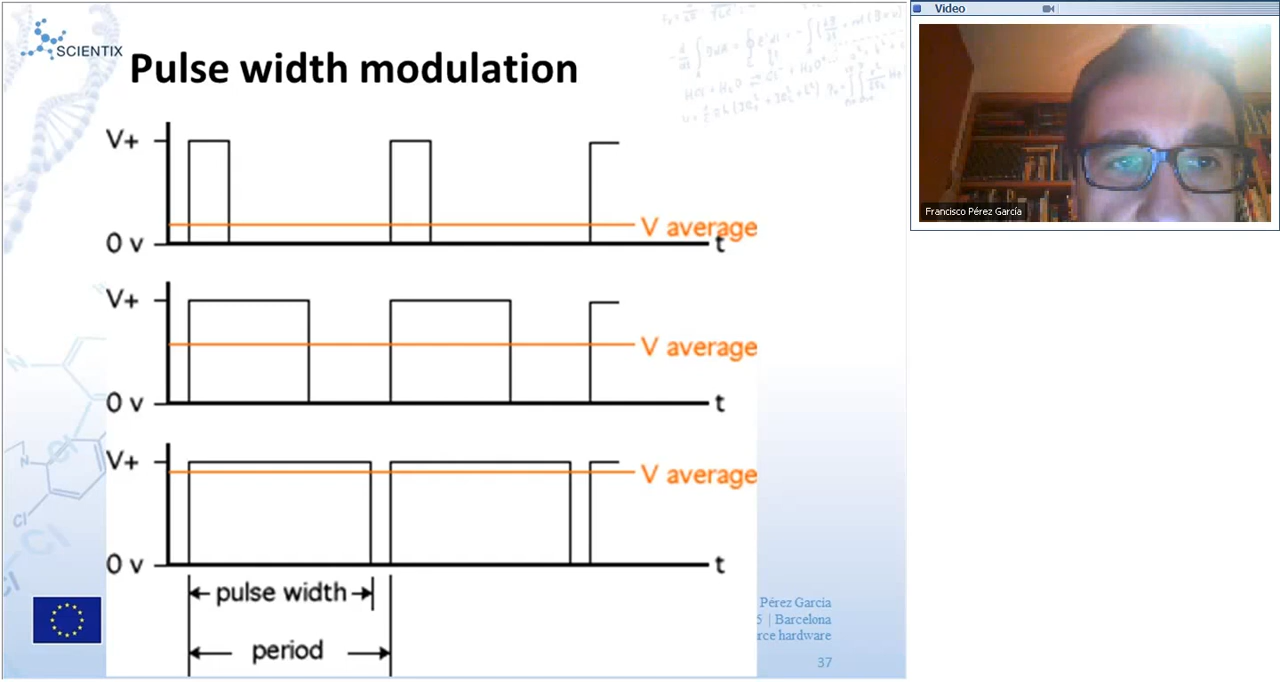 SCIENTIX
Pulse width modulation
V+
V average
0 v
t
V+
V average
0 v
t
V+
V average
0 v
t
pulse width
period
Pérez García
5 | Barcelona
rce hardware
37
Video
Francisco Pérez García